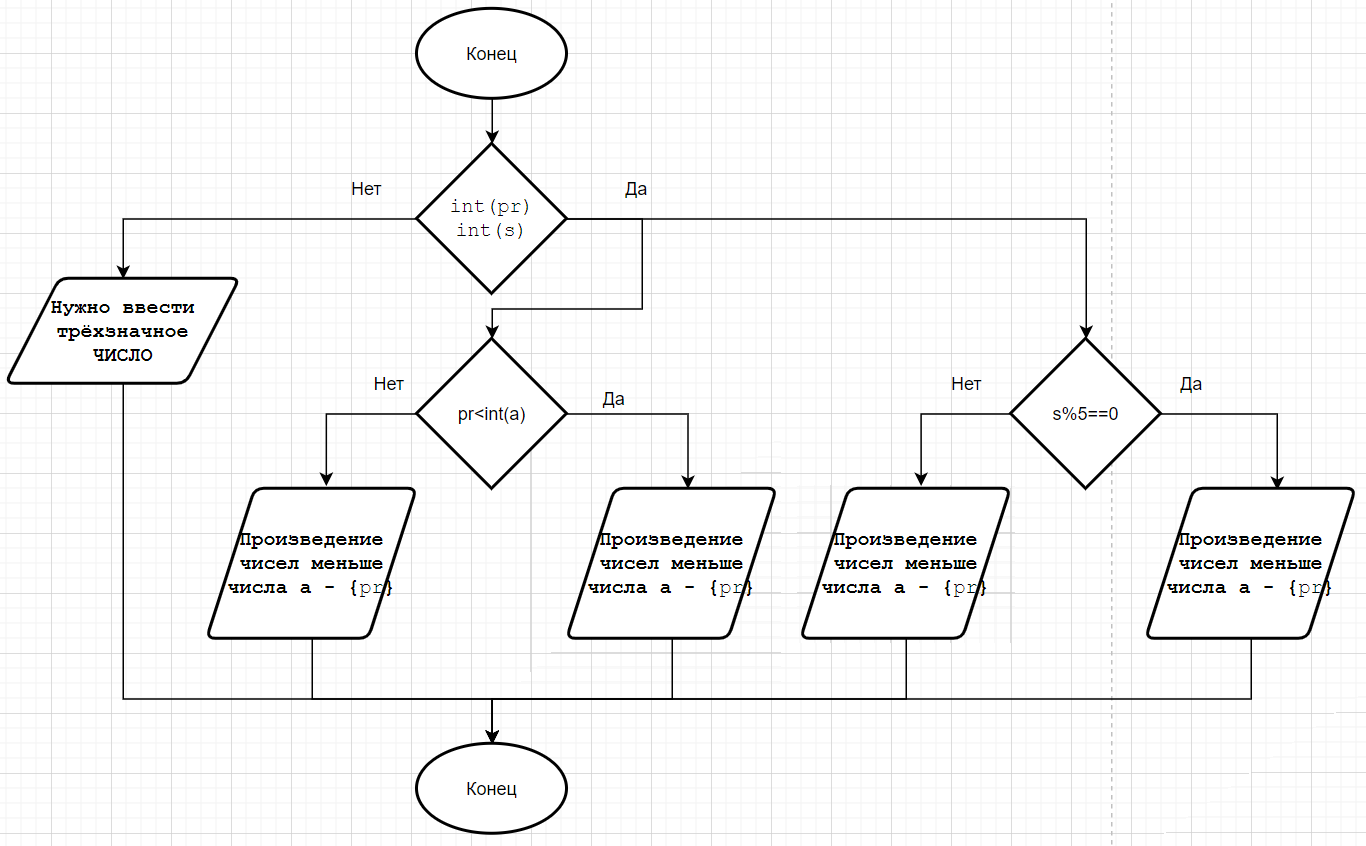 Конец
Нет
Да
int(pr)
int(s)
Нужно ввести
трёхзначное
ЧИСЛО
Нет
Да
pr<int(a)
Нет
Да
s%5==0
Произведение
чисел меньше
числа а - {pr}
Произведение
чисел меньше
числа а - {pr}
Произведение
чисел меньше
числа а - {pr}
Произведение
чисел меньше
числа а - {pr}
Конец